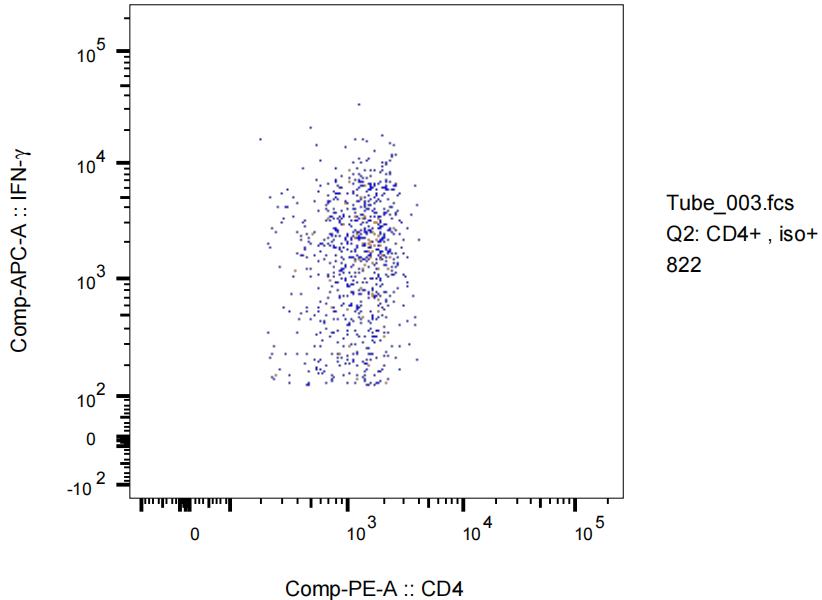 10^5
10^4
10^3
10^2
0
-10^2
Comp-APC-A :: IFN-γ
0
10^3
10^4
10^5
Comp-PE-A :: CD4
Tube_003.fcs
Q2: CD4+ , iso+
822